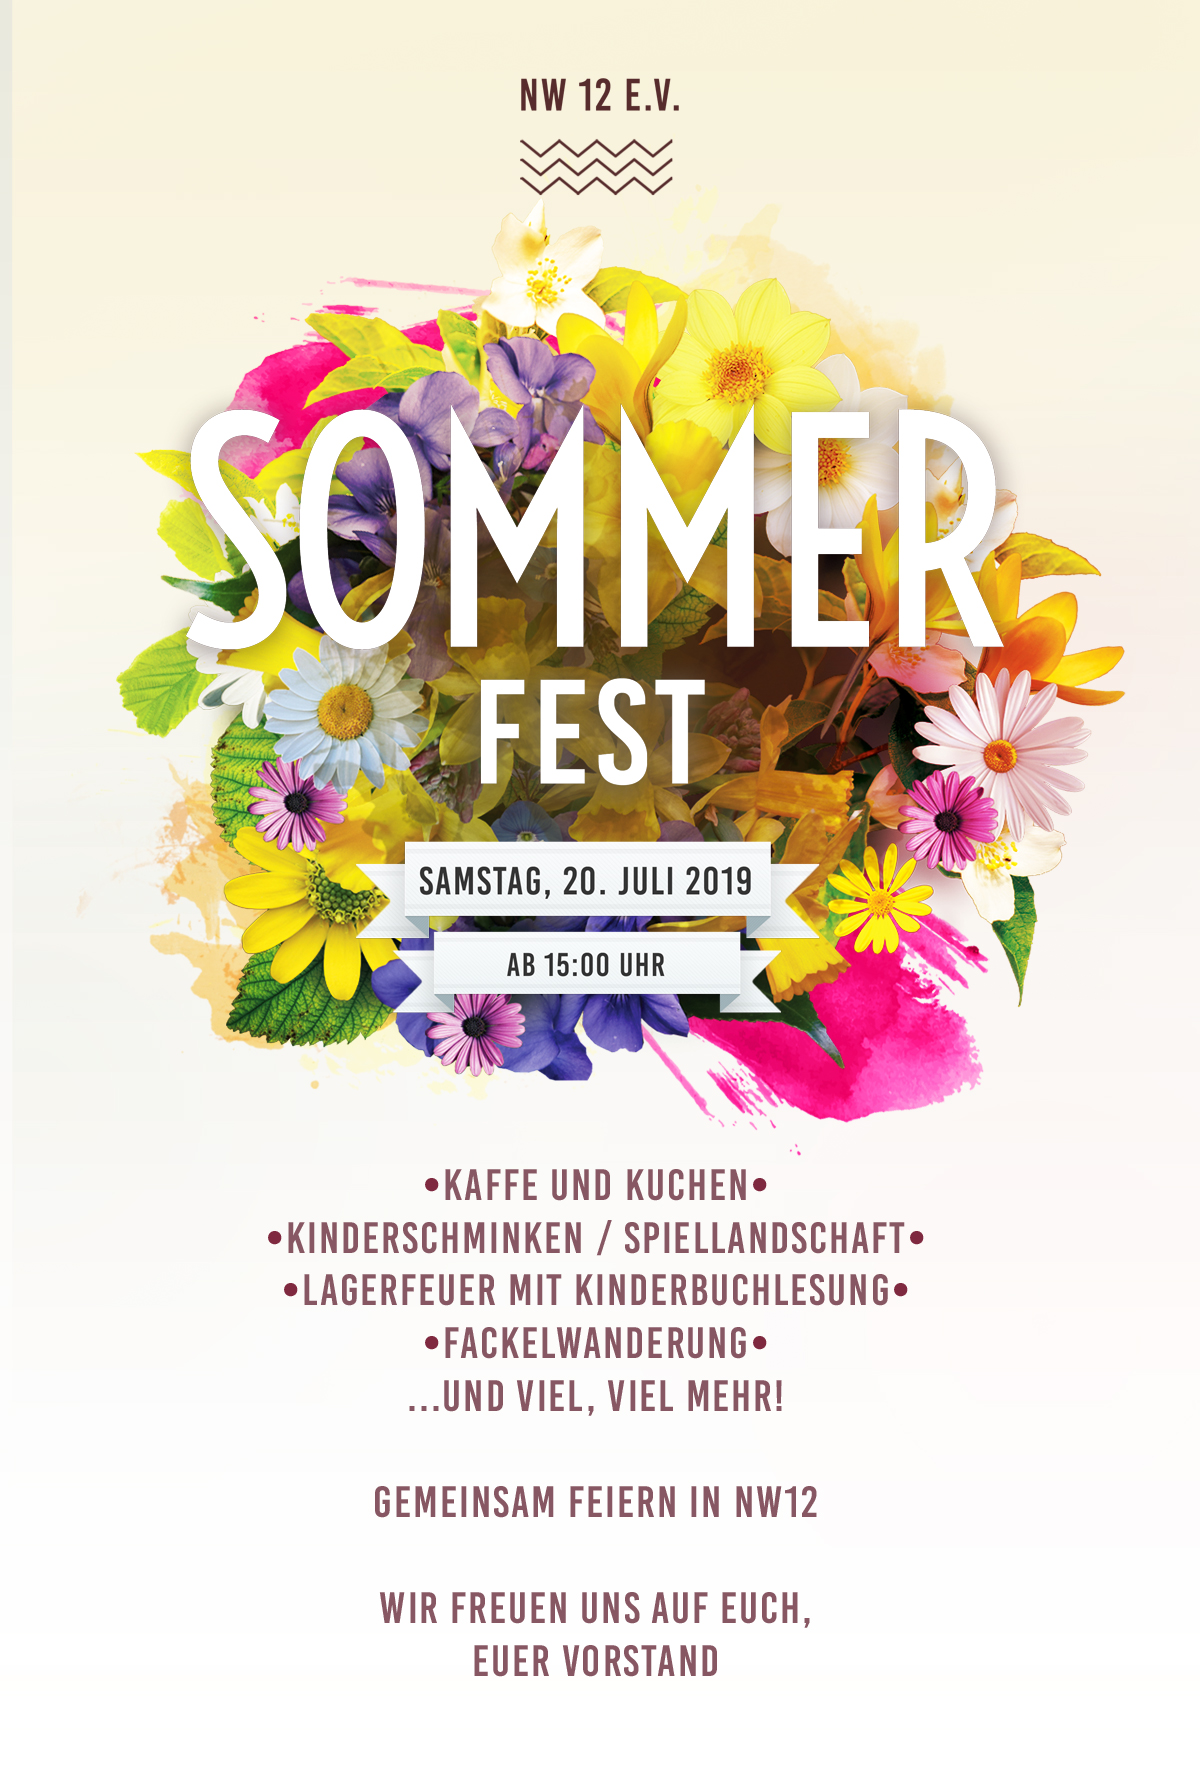 NW 12 E.V.
SOMMER
FEST
SAMSTAG, 20. JULI 2019
AB 15:00 UHR
•KAFFE UND KUCHEN•
•KINDERSCHMINKEN / SPIELLANDSCHAFT•
•LAGERFEUER MIT KINDERBUCHLESUNG•
•FACKELWANDERUNG•
...UND VIEL, VIEL MEHR!
GEMEINSAM FEIERN IN NW12
WIR FREUEN UNS AUF EUCH,
EUER VORSTAND